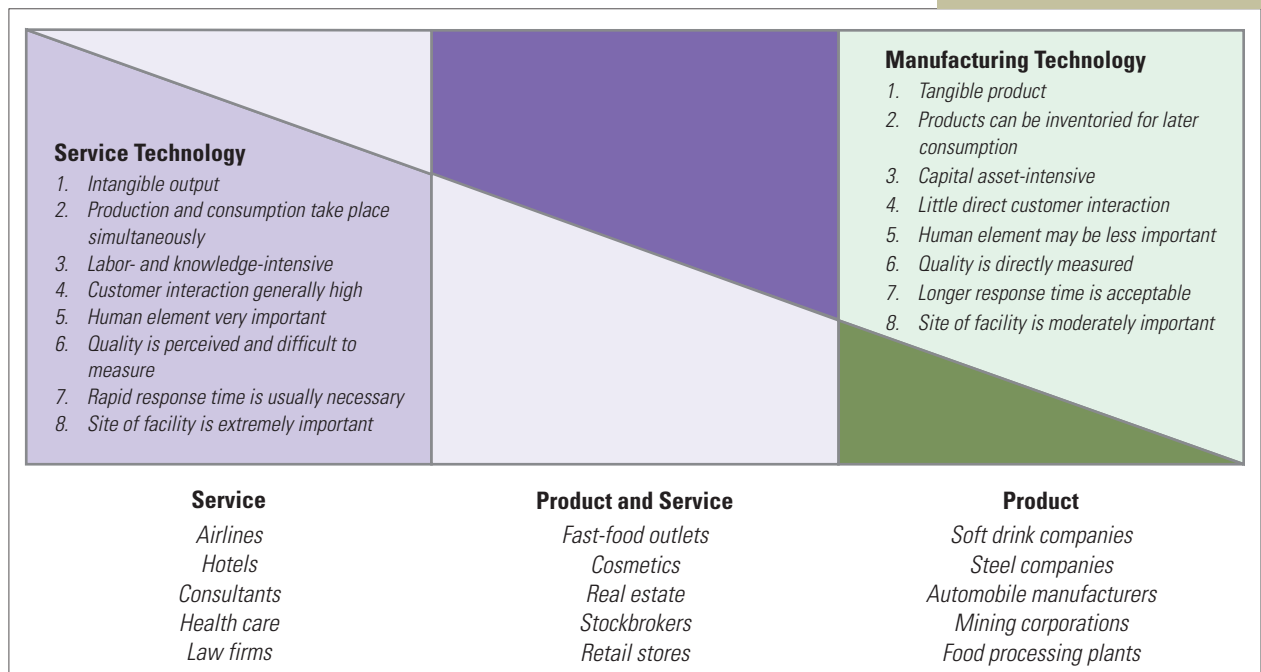 Service Technology
1. Intangible output
2. Production and consumption take place
simultaneously
3. Labor- and knowledge-intensive
4. Customer interaction generally high
5. Human element very important
6. Quality is perceived and difficult to
measure
7. Rapid response time is usually necessary
8. Site of facility is extremely important
Manufacturing Technology
1. Tangible product
2. Products can be inventoried for later
consumption
3. Capital asset-intensive
4. Little direct customer interaction
5. Human element may be less important
6. Quality is directly measured
7. Longer response time is acceptable
8. Site of facility is moderately important
Service
Airlines
Hotels
Consultants
Health care
Law firms
Product and Service
Fast-food outlets
Cosmetics
Real estate
Stockbrokers
Retail stores
Product
Soft drink companies
Steel companies
Automobile manufacturers
Mining corporations
Food processing plants